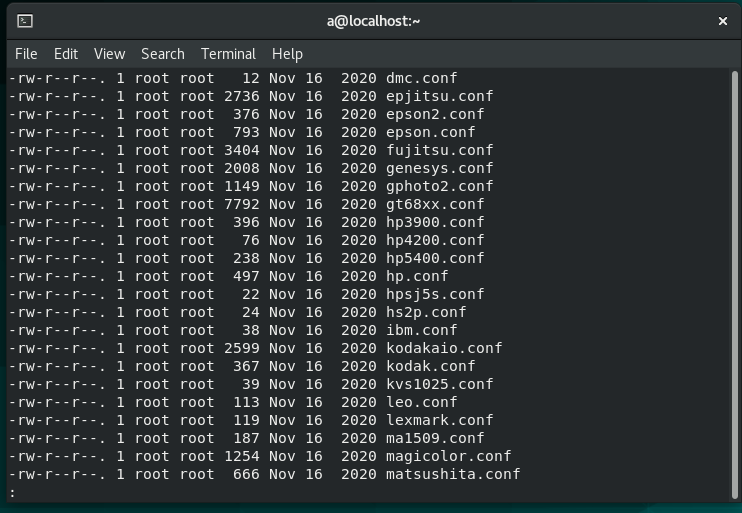 a@localhost:~
File Edit View Search Terminal Help
-rw-r--r--. 1 root root   12 Nov 16  2020 dmc.conf
-rw-r--r--. 1 root root 2736 Nov 16  2020 epjitsu.conf
-rw-r--r--. 1 root root  376 Nov 16  2020 epson2.conf
-rw-r--r--. 1 root root  793 Nov 16  2020 epson.conf
-rw-r--r--. 1 root root 3404 Nov 16  2020 fujitsu.conf
-rw-r--r--. 1 root root 2008 Nov 16  2020 genesys.conf
-rw-r--r--. 1 root root 1149 Nov 16  2020 gphoto2.conf
-rw-r--r--. 1 root root 7792 Nov 16  2020 gt68xx.conf
-rw-r--r--. 1 root root  396 Nov 16  2020 hp3900.conf
-rw-r--r--. 1 root root   76 Nov 16  2020 hp4200.conf
-rw-r--r--. 1 root root  238 Nov 16  2020 hp5400.conf
-rw-r--r--. 1 root root  497 Nov 16  2020 hp.conf
-rw-r--r--. 1 root root   22 Nov 16  2020 hpsj5s.conf
-rw-r--r--. 1 root root   24 Nov 16  2020 hs2p.conf
-rw-r--r--. 1 root root   38 Nov 16  2020 ibm.conf
-rw-r--r--. 1 root root 2599 Nov 16  2020 kodakaio.conf
-rw-r--r--. 1 root root  367 Nov 16  2020 kodak.conf
-rw-r--r--. 1 root root   39 Nov 16  2020 kvs1025.conf
-rw-r--r--. 1 root root  113 Nov 16  2020 leo.conf
-rw-r--r--. 1 root root  119 Nov 16  2020 lexmark.conf
-rw-r--r--. 1 root root  187 Nov 16  2020 ma1509.conf
-rw-r--r--. 1 root root 1254 Nov 16  2020 magicolor.conf
-rw-r--r--. 1 root root  666 Nov 16  2020 matsushita.conf
: